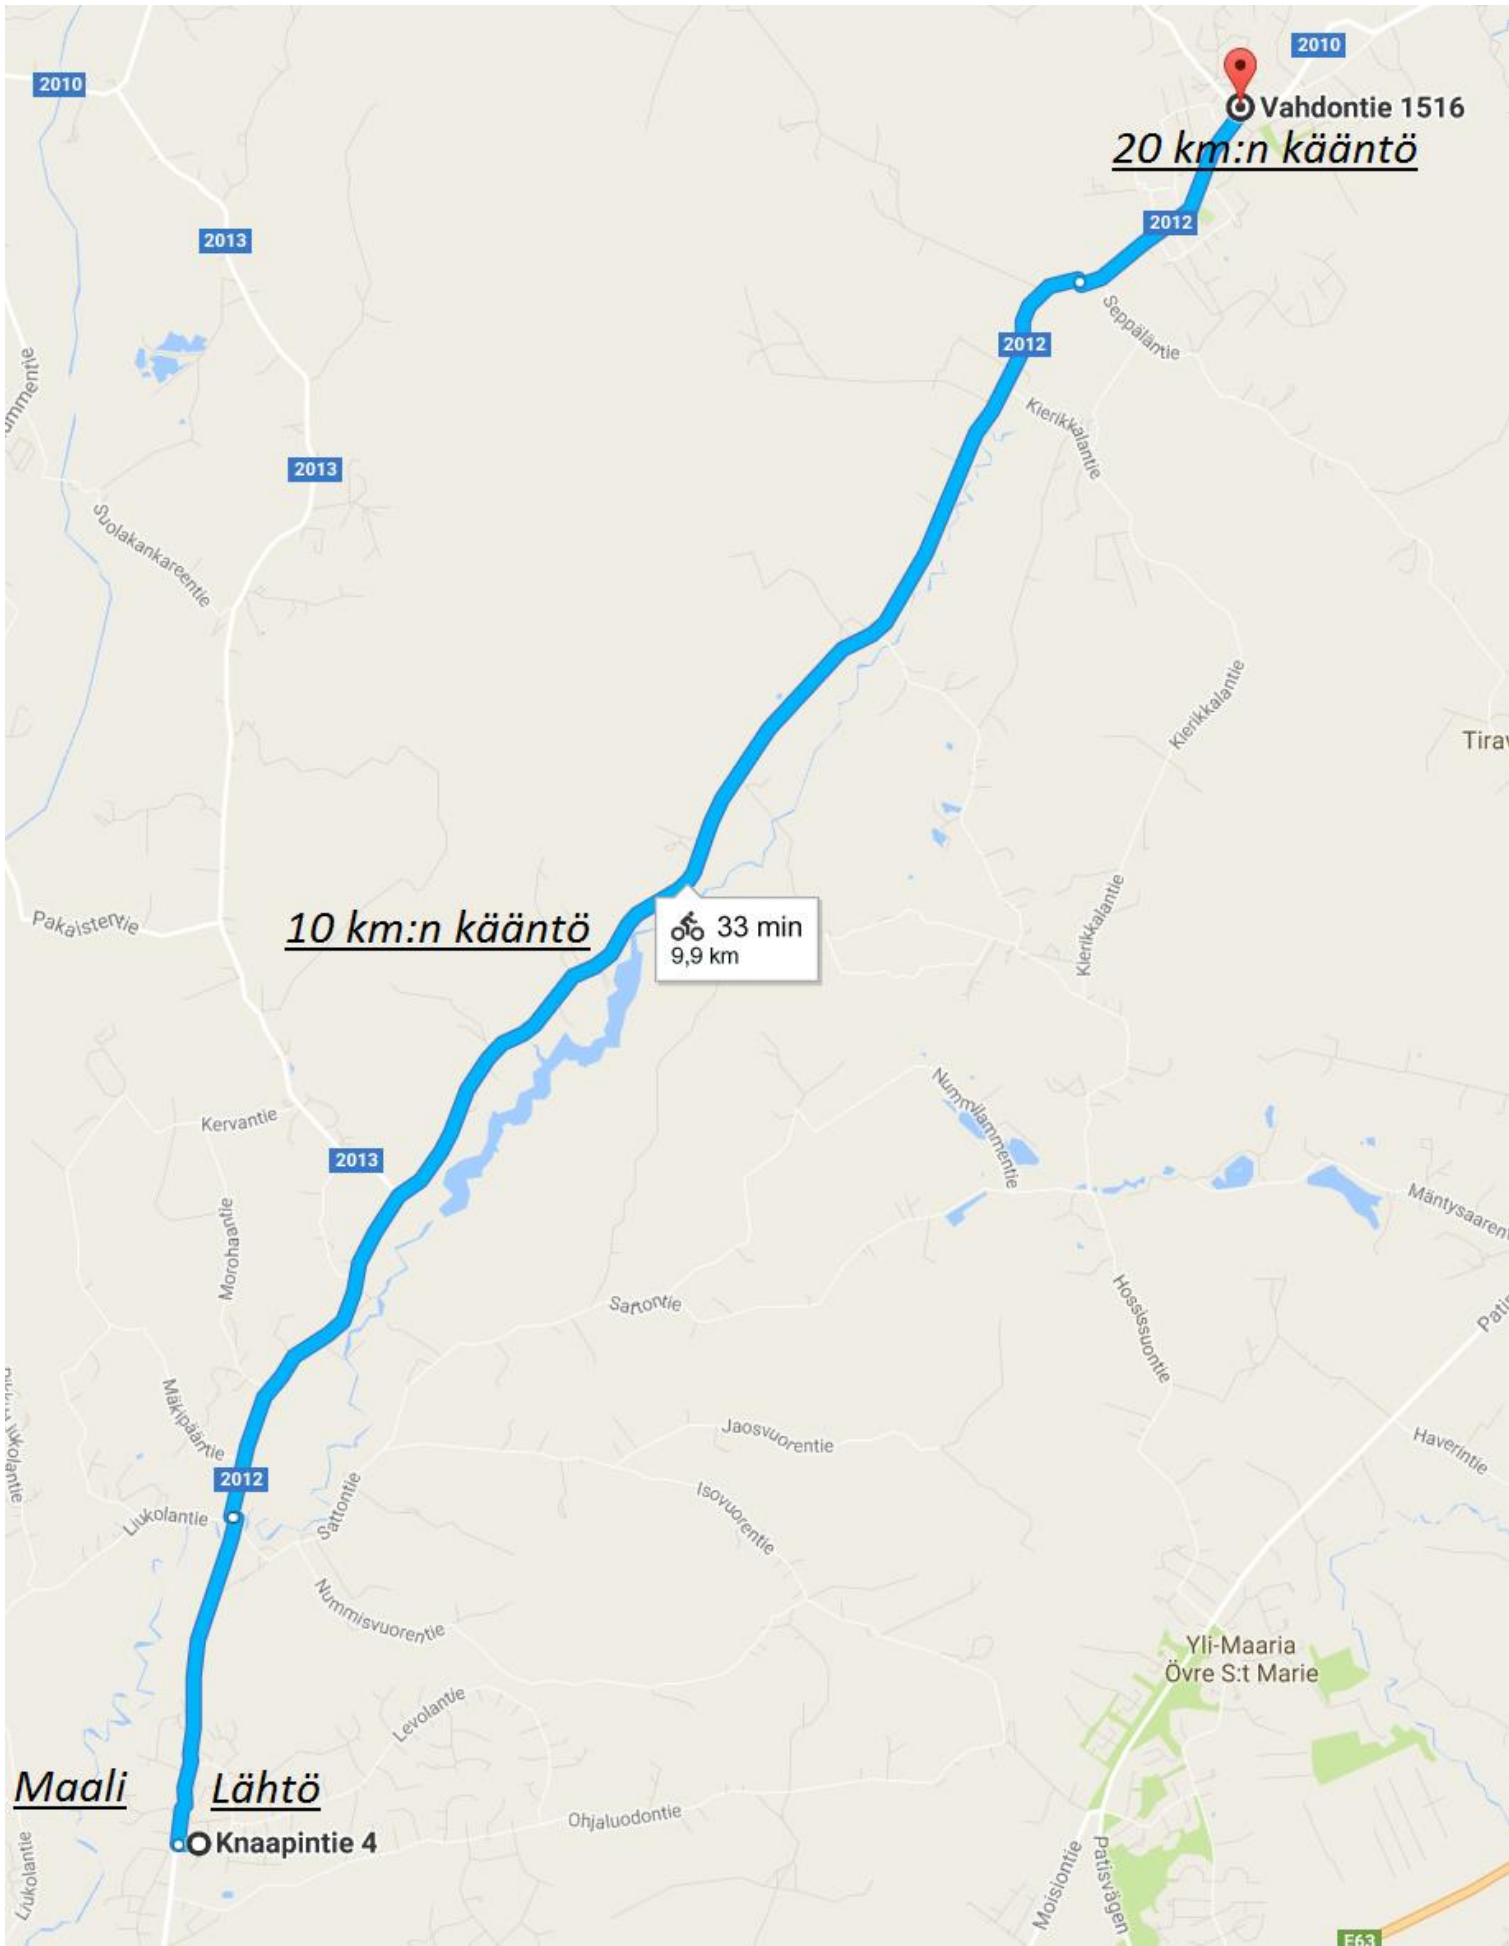 2010
2010
Vahdontie 1516
20 km:n kääntö
2012
2013
Seppäläntie
2012
Kierikkalantie
2013
Suolakankareentie
Kierikkalantie
Kierikkalantie
Pakaistentie
10 km:n kääntö
33 min
9,9 km
Nummilammentie
Kervantie
2013
Mäntysaarent
Morohaantie
Sartontie
Hossissuontie
Mäkipääntie
Jaosvuorentie
Haverintie
2012
Isovuorentie
Liukolantie
Sattontie
Nummisvuorentie
Yli-Maaria
Övre S:t Marie
Levolantie
Maali
Lähtö
Ohjaluodontie
Knaapintie 4
Liukolantie
Moisiontie
Patisvägen
E63